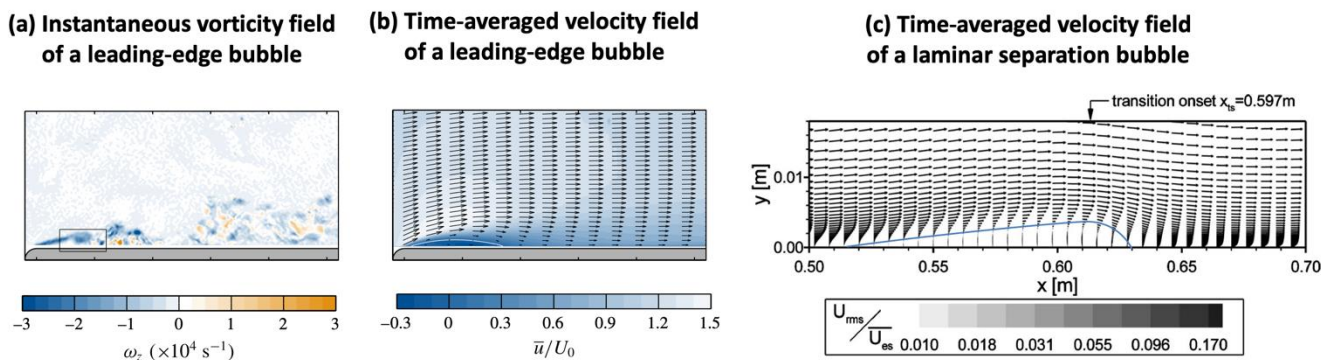 (a) Instantaneous vorticity field
of a leading-edge bubble
(b) Time-averaged velocity field
of a leading-edge bubble
(c) Time-averaged velocity field
of a laminar separation bubble
transition onset xₜₛ=0.597m
y [m]
0.01
0.00
0.50
0.55
0.60
0.65
0.70
x [m]
−3
−2
−1
0
1
2
3
ω_z (×10⁴ s⁻¹)
−0.3
0
0.3
0.6
0.9
1.2
1.5
u̅/U₀
U_rms
/
U̅_es
0.010
0.018
0.031
0.055
0.096
0.170